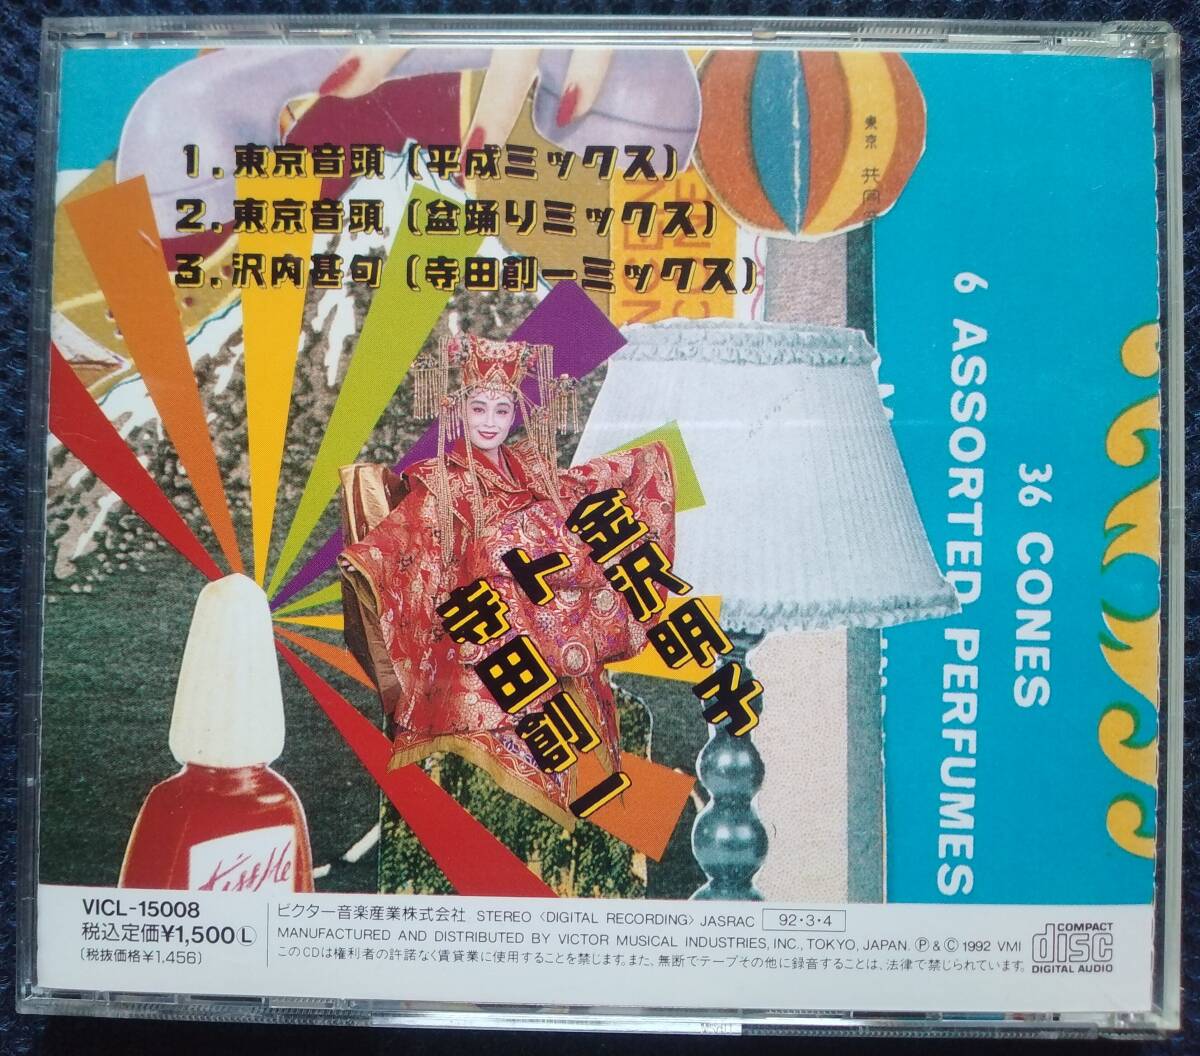 1.東京音頭(平成ミックス)
2.東京音頭(盆踊りミックス)
3.沢内甚句(寺田創一ミックス)
東京 共同
金沢明子
ト
寺田創一
36 CONES
6 ASSORTED PERFUMES
KissMe
VICL-15008
税込定価¥1,500Ⓛ
(税抜価格¥1,456)
ビクター音楽産業株式会社 STEREO〈DIGITAL RECORDING〉JASRAC 92・3・4
MANUFACTURED AND DISTRIBUTED BY VICTOR MUSICAL INDUSTRIES, INC., TOKYO, JAPAN. Ⓟ&Ⓒ 1992 VMI
このCDは権利者の許諾なく賃貸業に使用することを禁じます。また、無断でテープその他に録音することは、法律で禁じられています。
COMPACT
disc
DIGITAL AUDIO